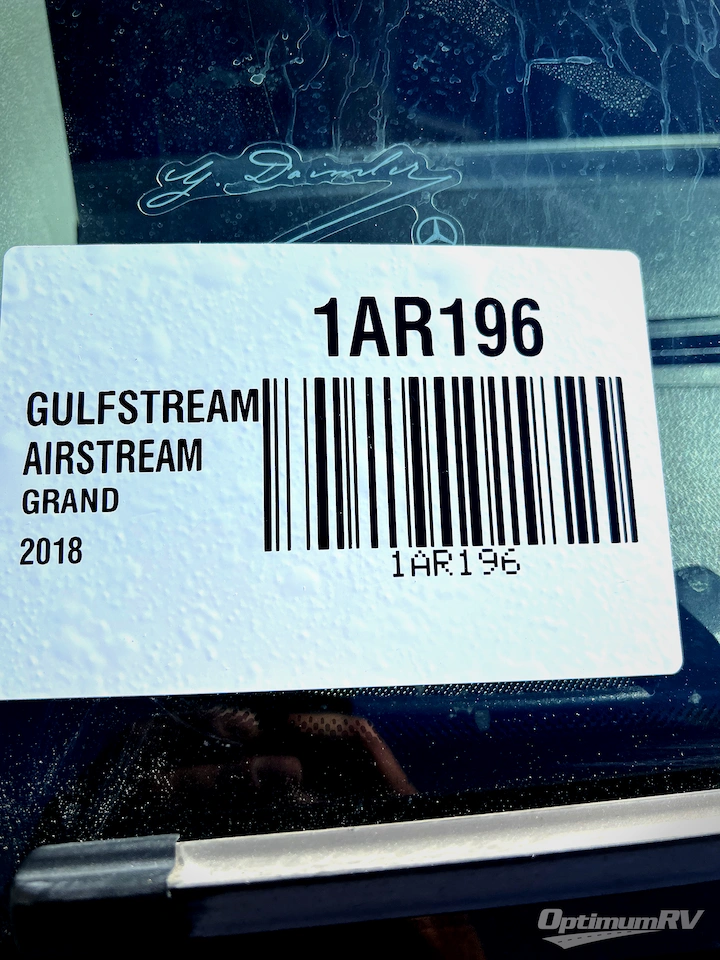 G. Daimler
1AR196
GULFSTREAM
AIRSTREAM
GRAND
2018
1AR196
OptimumRV